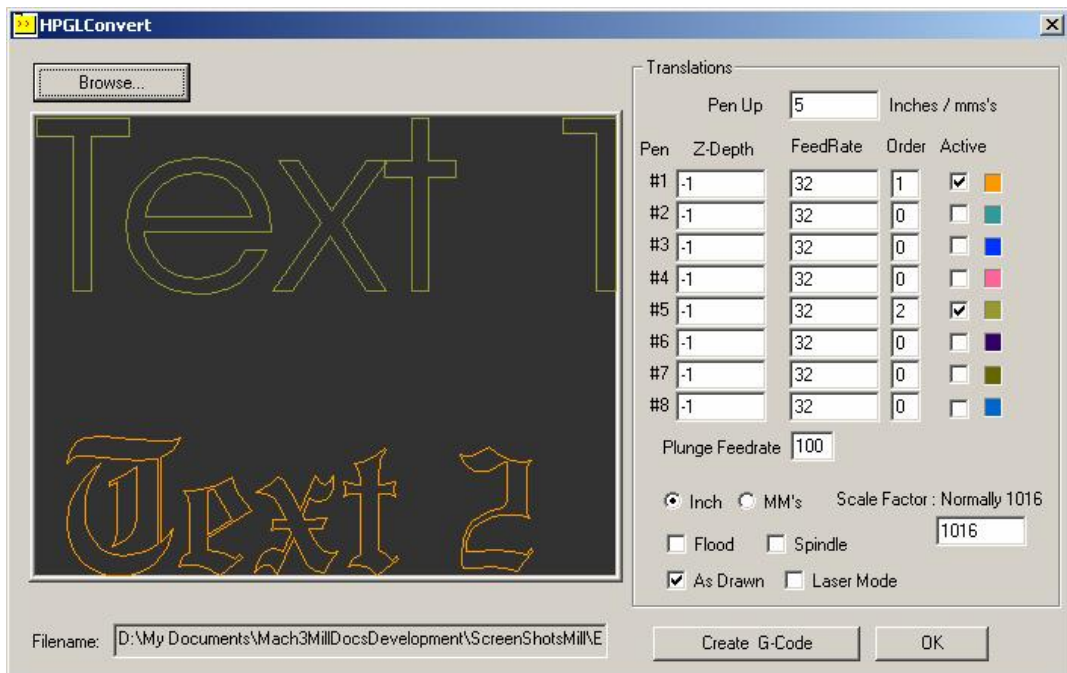 HPGLConvert
Browse...
Text T
Text 2
Filename: D:\My Documents\Mach3MillDocsDevelopment\ScreenShotsMill\E
Translations
Pen Up 5 Inches / mms's
Pen Z-Depth FeedRate Order Active
#1 -1 32 1
#2 -1 32 0
#3 -1 32 0
#4 -1 32 0
#5 -1 32 2
#6 -1 32 0
#7 -1 32 0
#8 -1 32 0
Plunge Feedrate 100
Inch MM's Scale Factor : Normally 1016
1016
Flood Spindle
As Drawn Laser Mode
Create G-Code OK